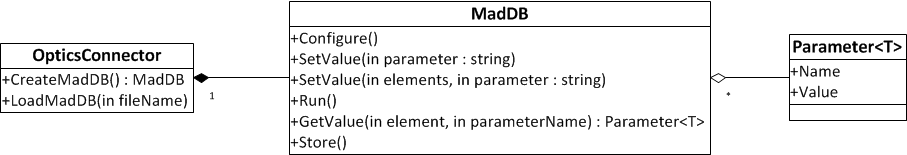 OpticsConnector
+CreateMadDB() : MadDB
+LoadMadDB(in fileName)
1
MadDB
+Configure()
+SetValue(in parameter : string)
+SetValue(in elements, in parameter : string)
+Run()
+GetValue(in element, in parameterName) : Parameter<T>
+Store()
*
Parameter<T>
+Name
+Value